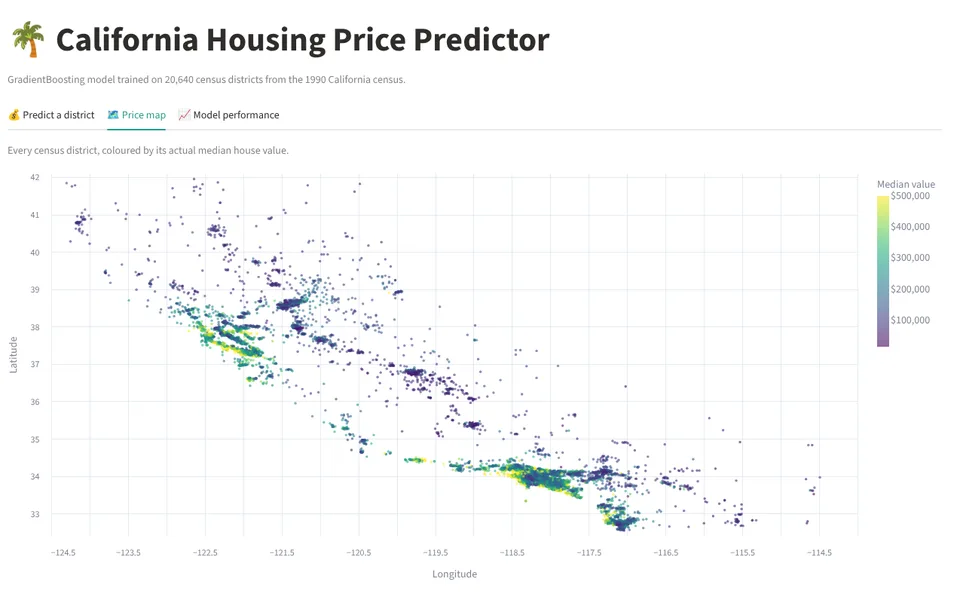 🌴 California Housing Price Predictor
GradientBoosting model trained on 20,640 census districts from the 1990 California census.
💰 Predict a district 🗺️ Price map 📈 Model performance
Every census district, coloured by its actual median house value.
Median value
$500,000
$400,000
$300,000
$200,000
$100,000
Latitude
42
41
40
39
38
37
36
35
34
33
−124.5 −123.5 −122.5 −121.5 −120.5 −119.5 −118.5 −117.5 −116.5 −115.5 −114.5
Longitude